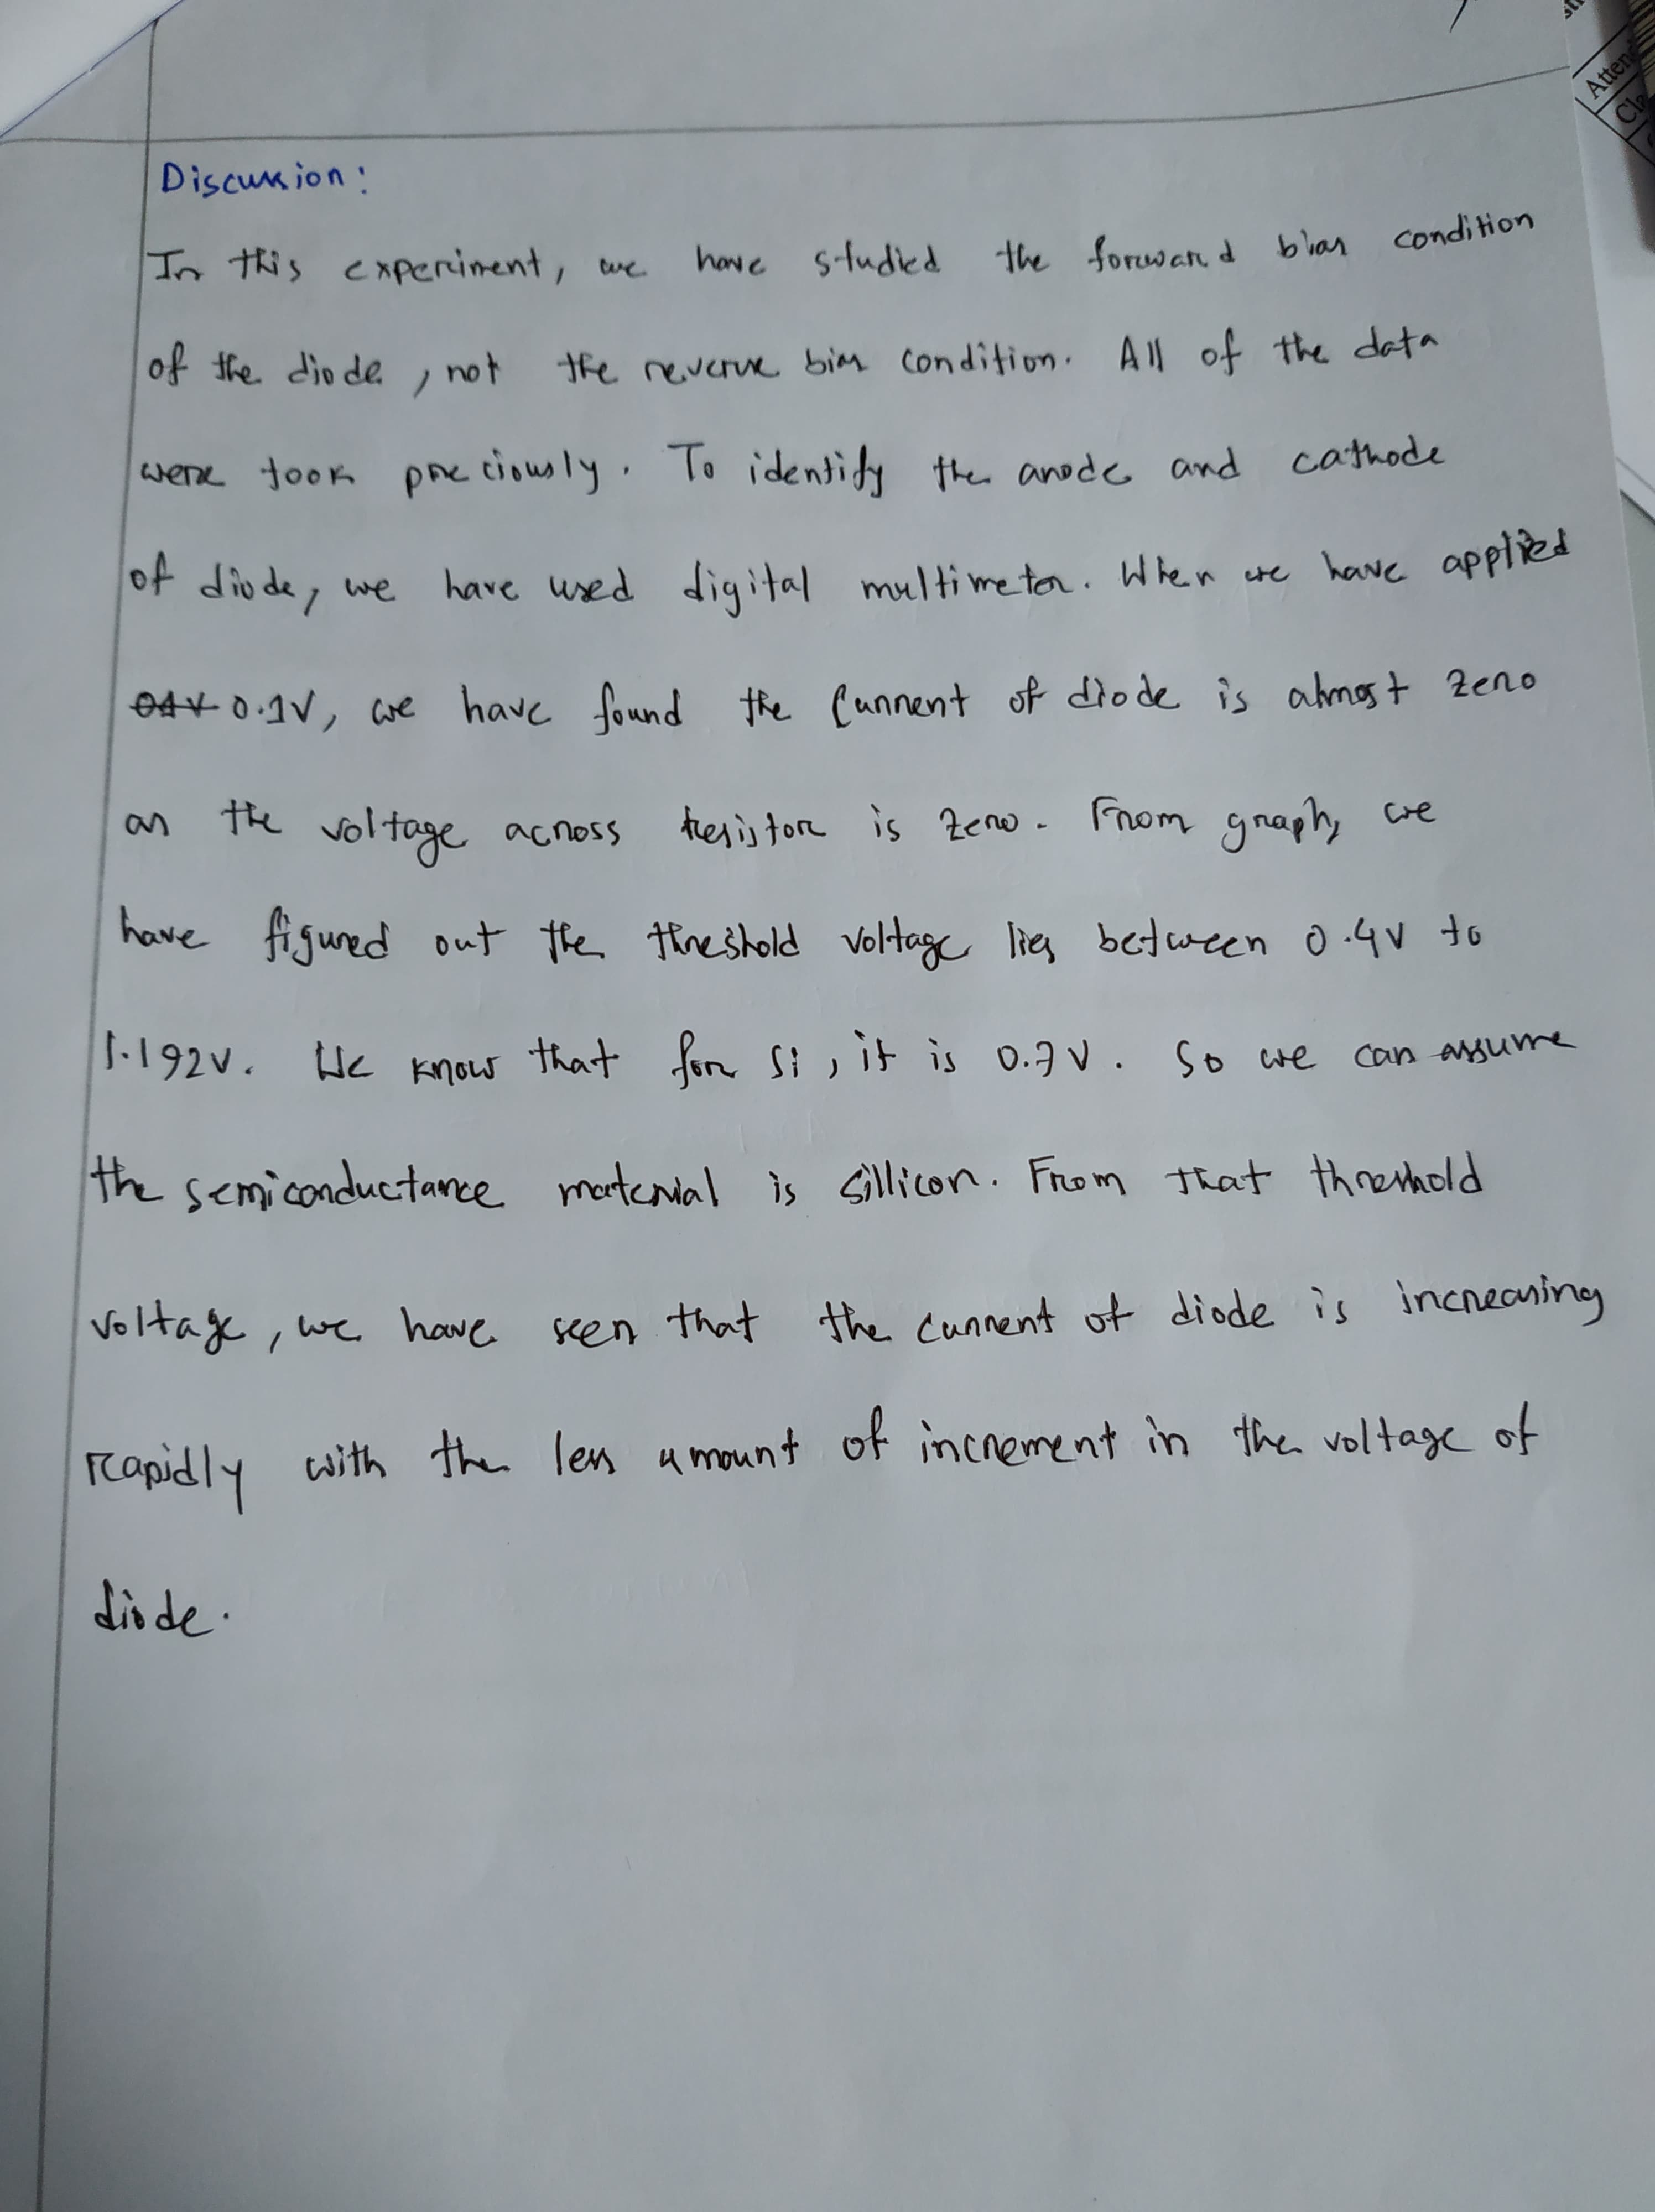 Discussion:
In this experiment, we have studied the forward bias condition
of the diode, not the reverse bias condition. All of the data
were took preciously. To identify the anode and cathode
of diode, we have used digital multimeter. When we have applied
0.1V, we have found the current of diode is almost zero
as the voltage across resistor is zero. From graph, we
have figured out the threshold voltage lies between 0.4V to
1.192V. We know that for Si, it is 0.7V. So we can assume
the semiconductance material is sillicon. From that threshold
voltage, we have seen that the current of diode is increasing
rapidly with the less amount of increment in the voltage of
diode.
Atten
Cla